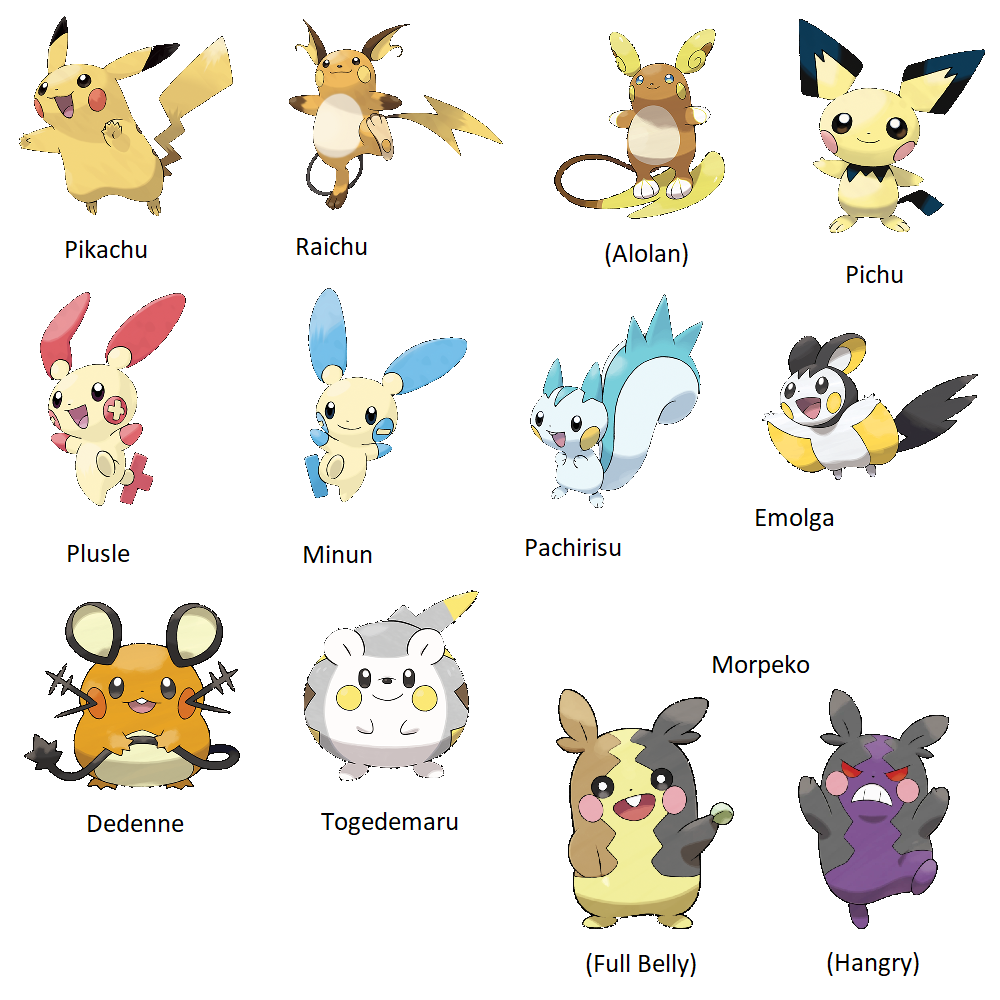 Pikachu
Raichu
(Alolan)
Pichu
Plusle
Minun
Pachirisu
Emolga
Dedenne
Togedemaru
Morpeko
(Full Belly)
(Hangry)